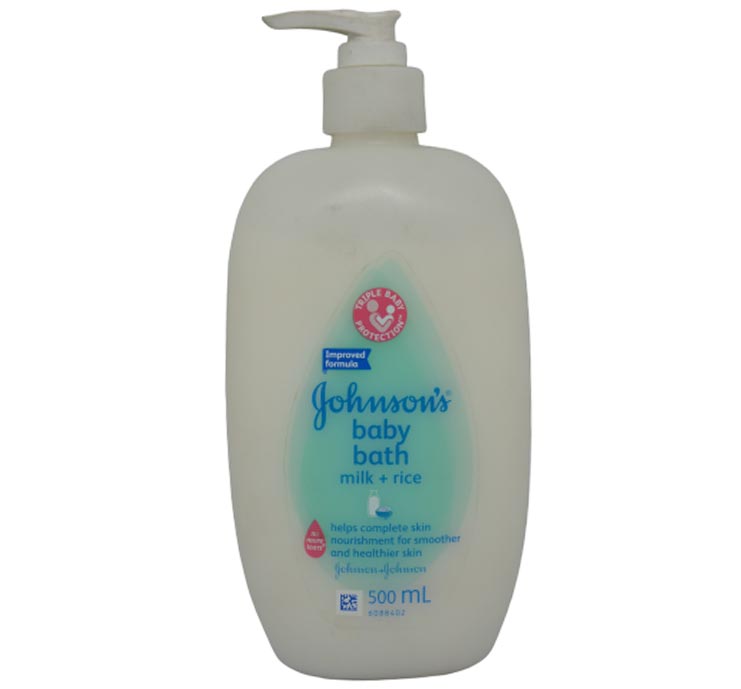 TRIPLE BABY
PROTECTION™
Improved
formula
Johnson's®
baby
bath
milk + rice
helps complete skin
nourishment for smoother
and healthier skin
Johnson+Johnson
500 mL